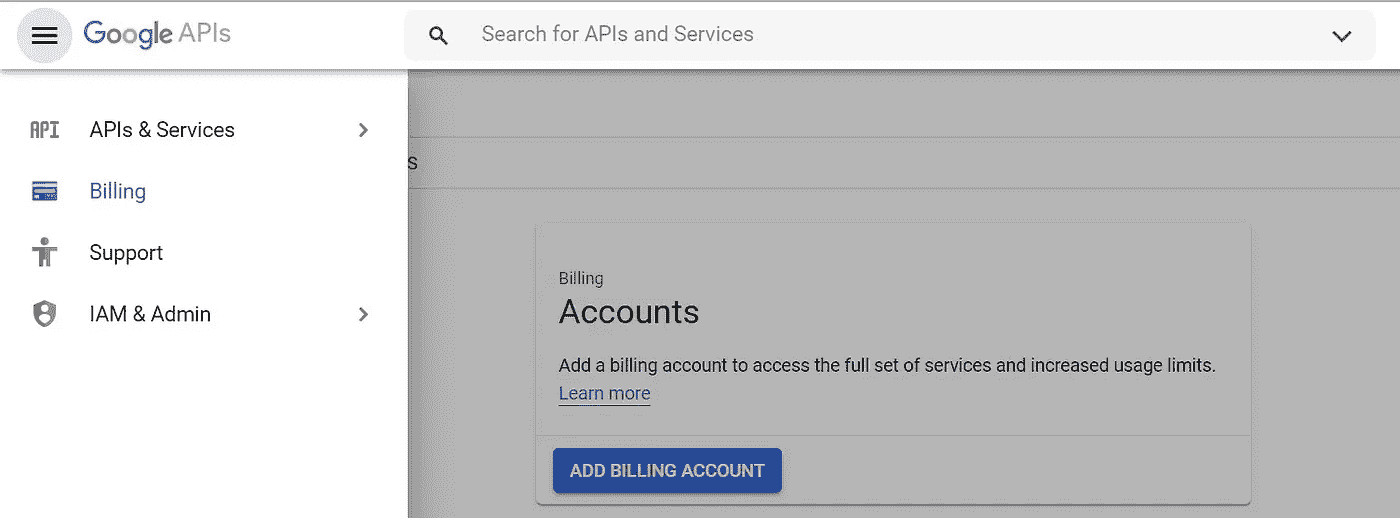 Google APIs
Search for APIs and Services
API APIs & Services
Billing
Support
IAM & Admin
s
Billing
Accounts
Add a billing account to access the full set of services and increased usage limits.
Learn more
ADD BILLING ACCOUNT